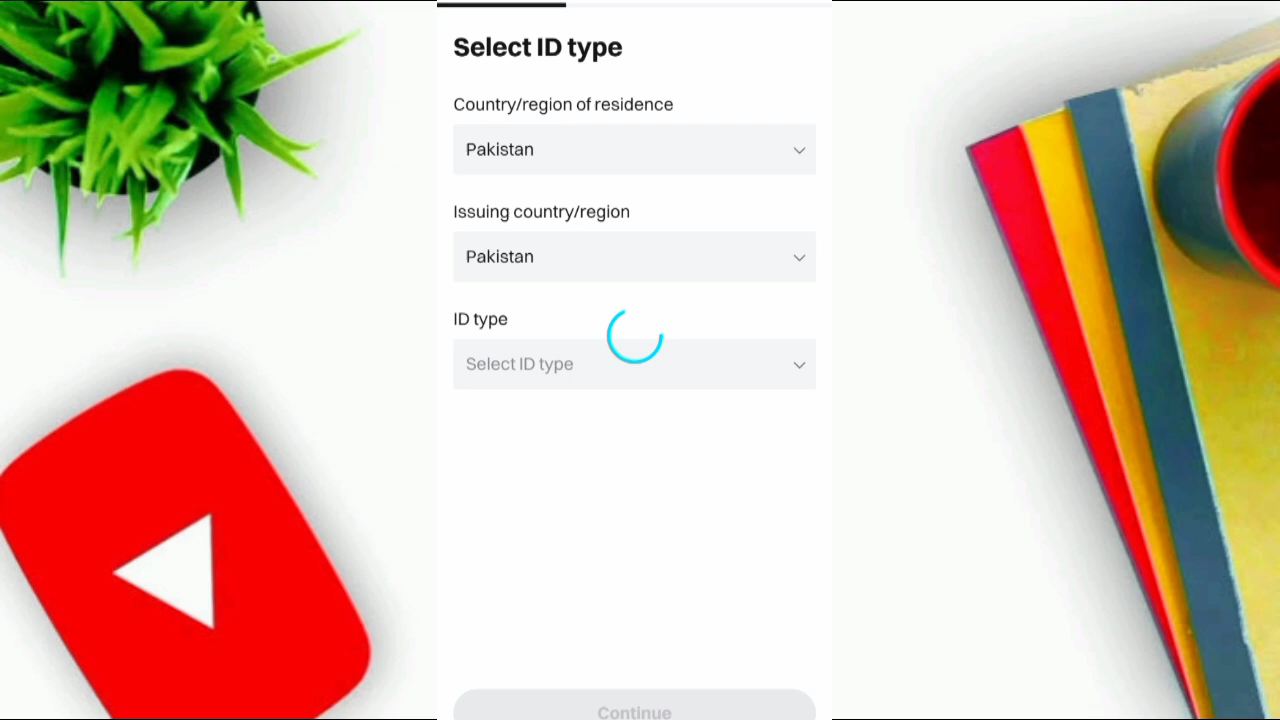 Select ID type
Country/region of residence
Pakistan
Issuing country/region
Pakistan
ID type
Select ID type
Continue